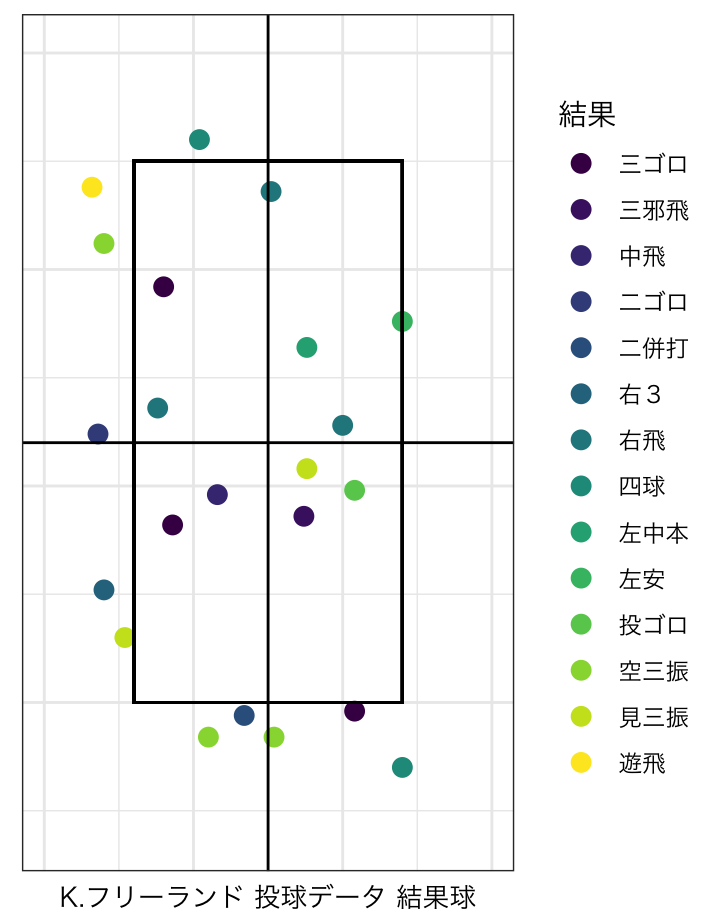 結果
三ゴロ
三邪飛
中飛
二ゴロ
二併打
右３
右飛
四球
左中本
左安
投ゴロ
空三振
見三振
遊飛
K.フリーランド 投球データ 結果球